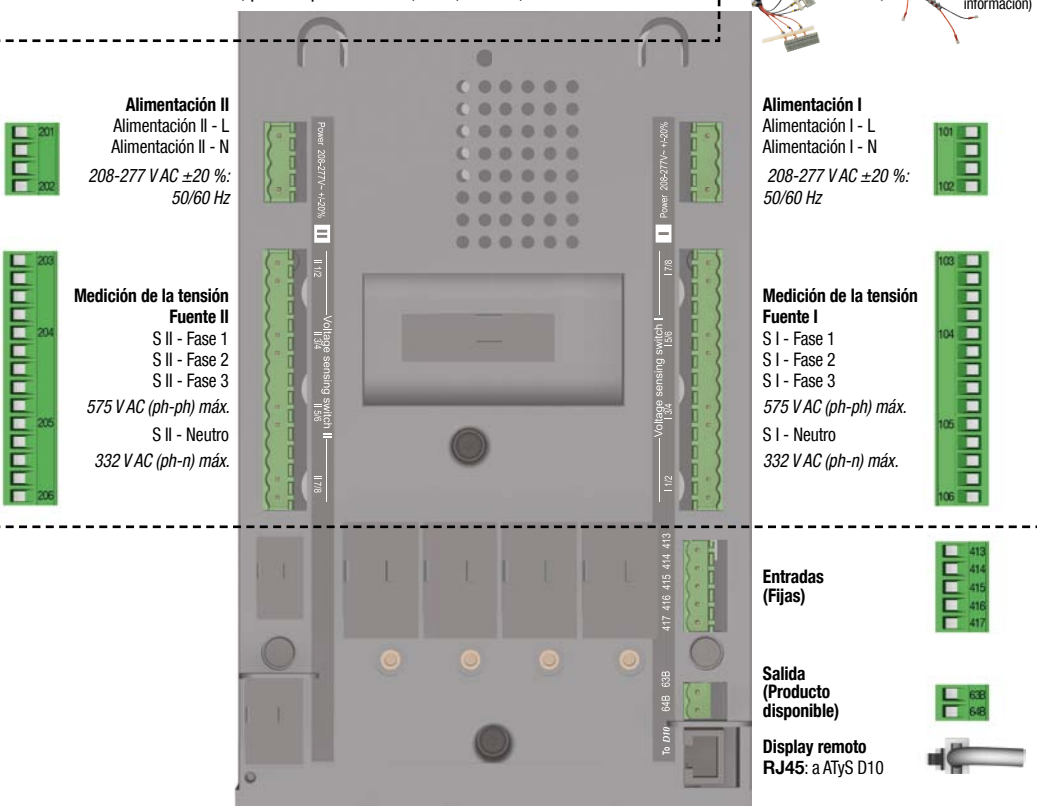 información)
Alimentación II
Alimentación II - L
Alimentación II - N
208-277 V AC ±20 %:
50/60 Hz
201
202
Medición de la tensión
Fuente II
S II - Fase 1
S II - Fase 2
S II - Fase 3
575 V AC (ph-ph) máx.
S II - Neutro
332 V AC (ph-n) máx.
203
204
205
206
Power 208-277V~ +/-20%
II
II 1/2
II 3/4
II 5/6
II 7/8
Voltage sensing switch II
Power 208-277V~ +/-20%
I
I 7/8
I 5/6
I 3/4
I 1/2
Voltage sensing switch I
417 416 415 414 413
64B 63B
To D10
Alimentación I
Alimentación I - L
Alimentación I - N
208-277 V AC ±20 %:
50/60 Hz
101
102
Medición de la tensión
Fuente I
S I - Fase 1
S I - Fase 2
S I - Fase 3
575 V AC (ph-ph) máx.
S I - Neutro
332 V AC (ph-n) máx.
103
104
105
106
Entradas
(Fijas)
413
414
415
416
417
Salida
(Producto
disponible)
63B
64B
Display remoto
RJ45: a ATyS D10